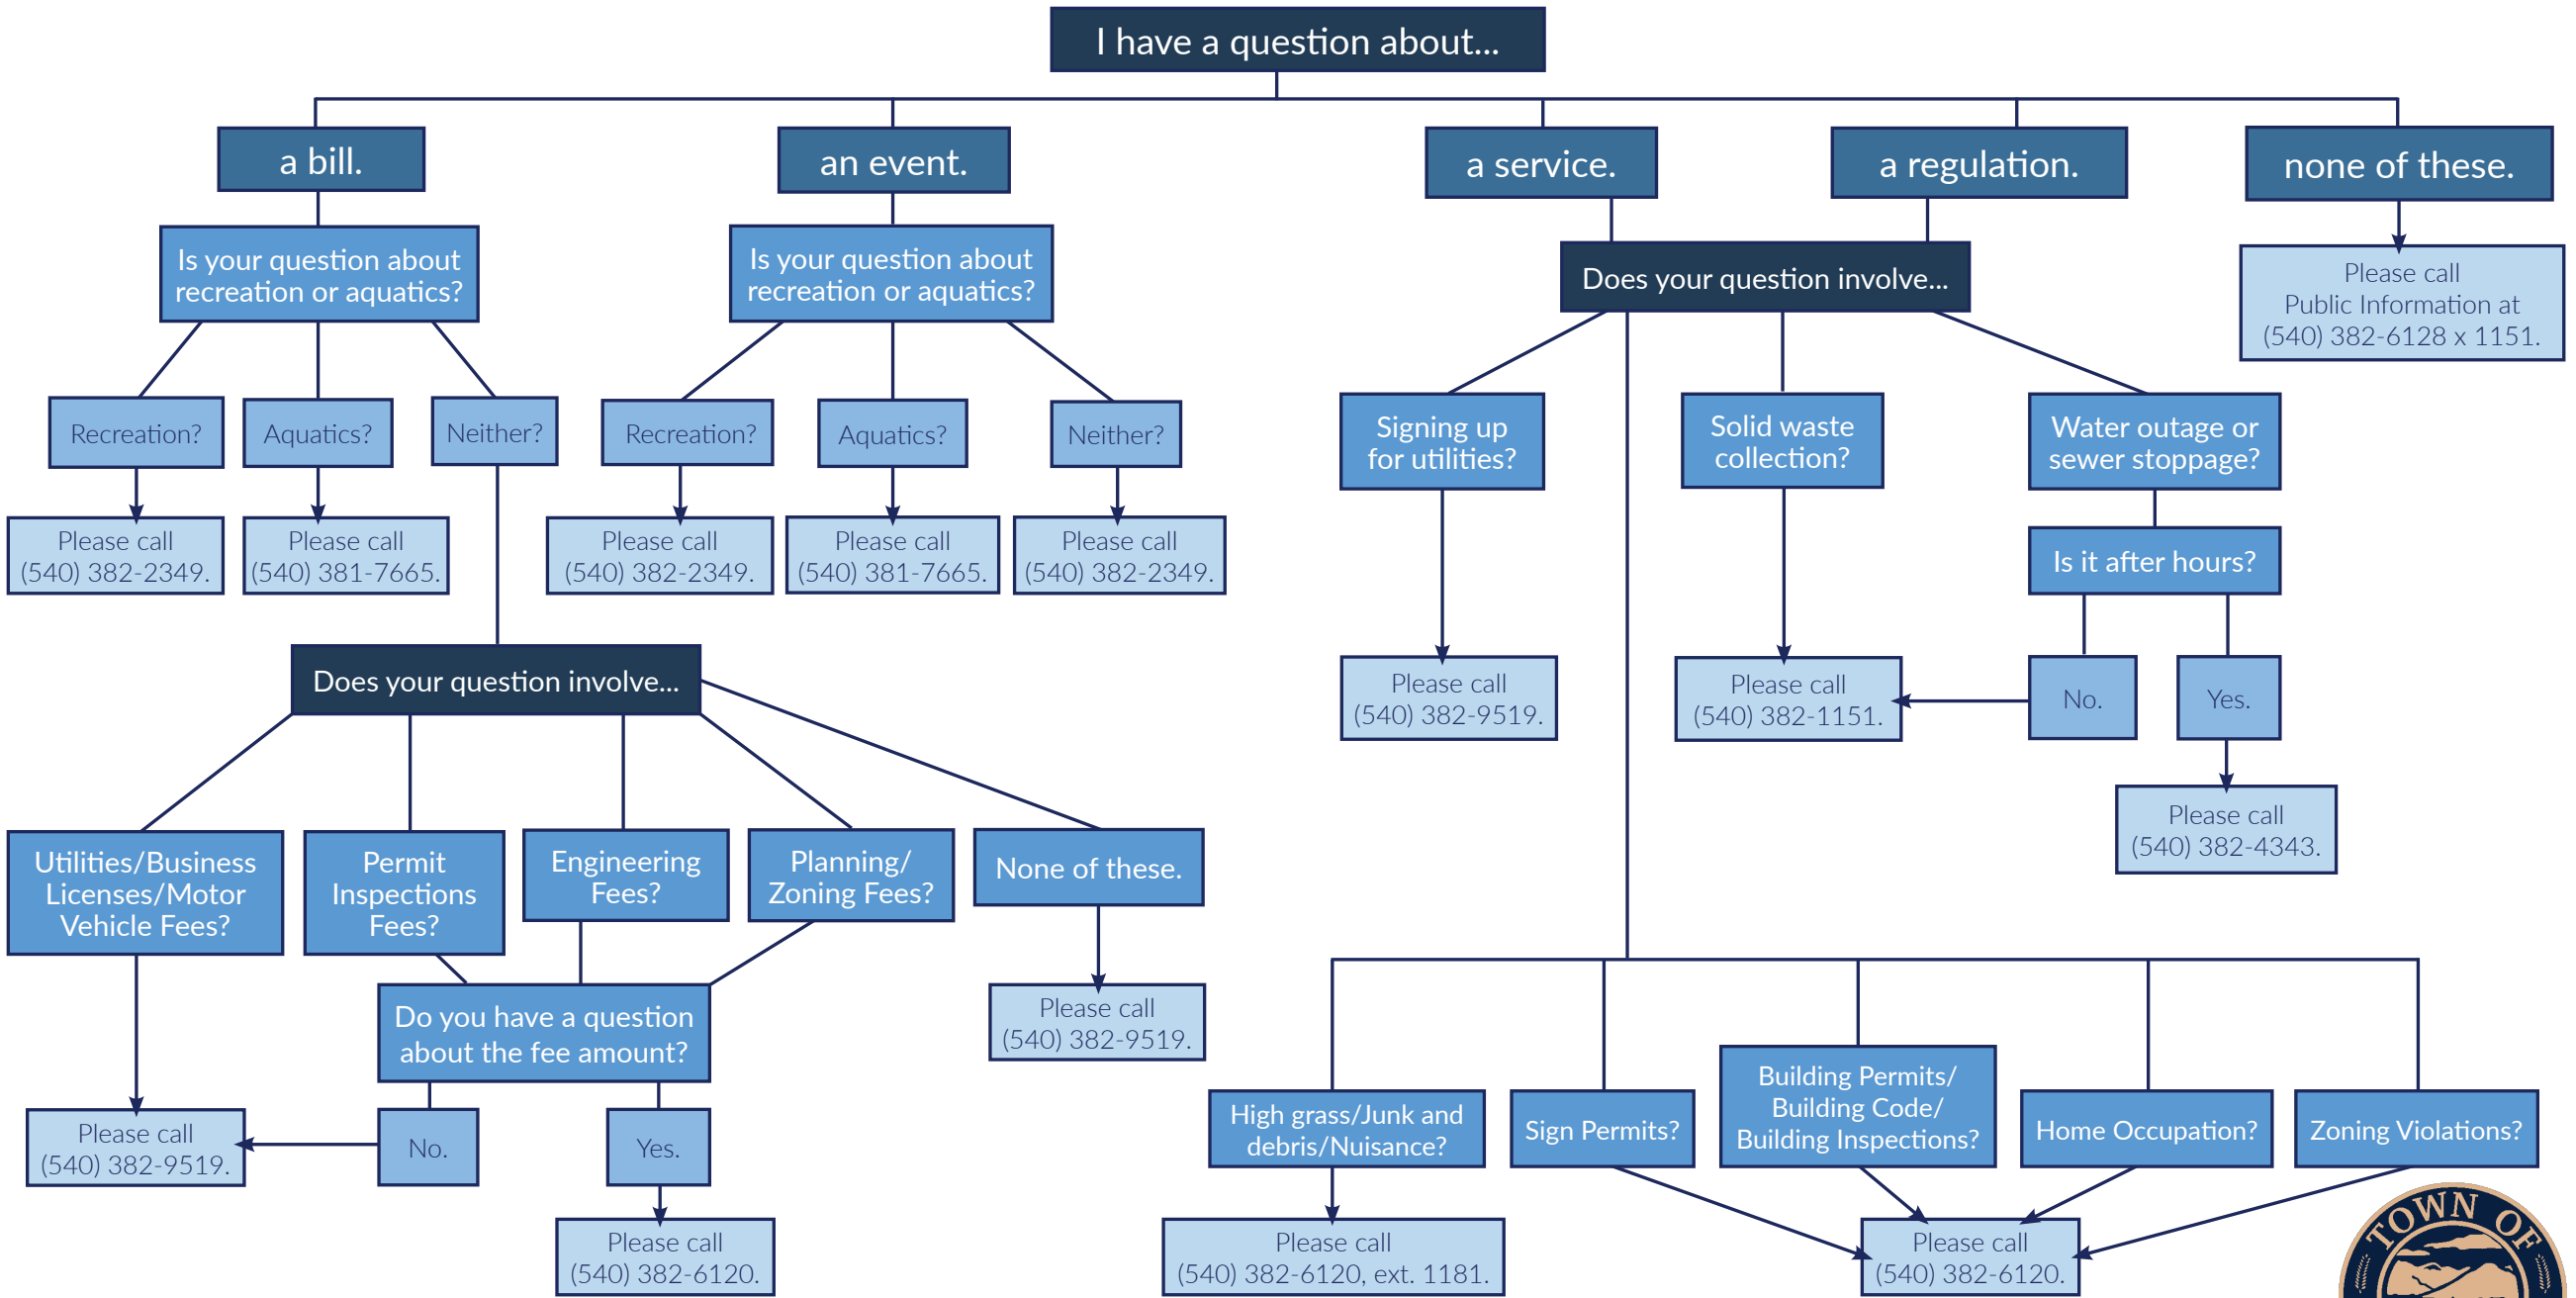 I have a question about...
a bill.
an event.
a service.
a regulation.
none of these.
Is your question about
recreation or aquatics?
Is your question about
recreation or aquatics?
Does your question involve...
Please call
Public Information at
(540) 382-6128 x 1151.
Recreation?
Aquatics?
Neither?
Recreation?
Aquatics?
Neither?
Signing up
for utilities?
Solid waste
collection?
Water outage or
sewer stoppage?
Please call
(540) 382-2349.
Please call
(540) 381-7665.
Please call
(540) 382-2349.
Please call
(540) 381-7665.
Please call
(540) 382-2349.
Is it after hours?
Does your question involve...
Please call
(540) 382-9519.
Please call
(540) 382-1151.
No.
Yes.
Please call
(540) 382-4343.
Utilities/Business
Licenses/Motor
Vehicle Fees?
Permit
Inspections
Fees?
Engineering
Fees?
Planning/
Zoning Fees?
None of these.
Do you have a question
about the fee amount?
Please call
(540) 382-9519.
Please call
(540) 382-9519.
No.
Yes.
Please call
(540) 382-6120.
High grass/Junk and
debris/Nuisance?
Sign Permits?
Building Permits/
Building Code/
Building Inspections?
Home Occupation?
Zoning Violations?
Please call
(540) 382-6120, ext. 1181.
Please call
(540) 382-6120.
TOWN OF